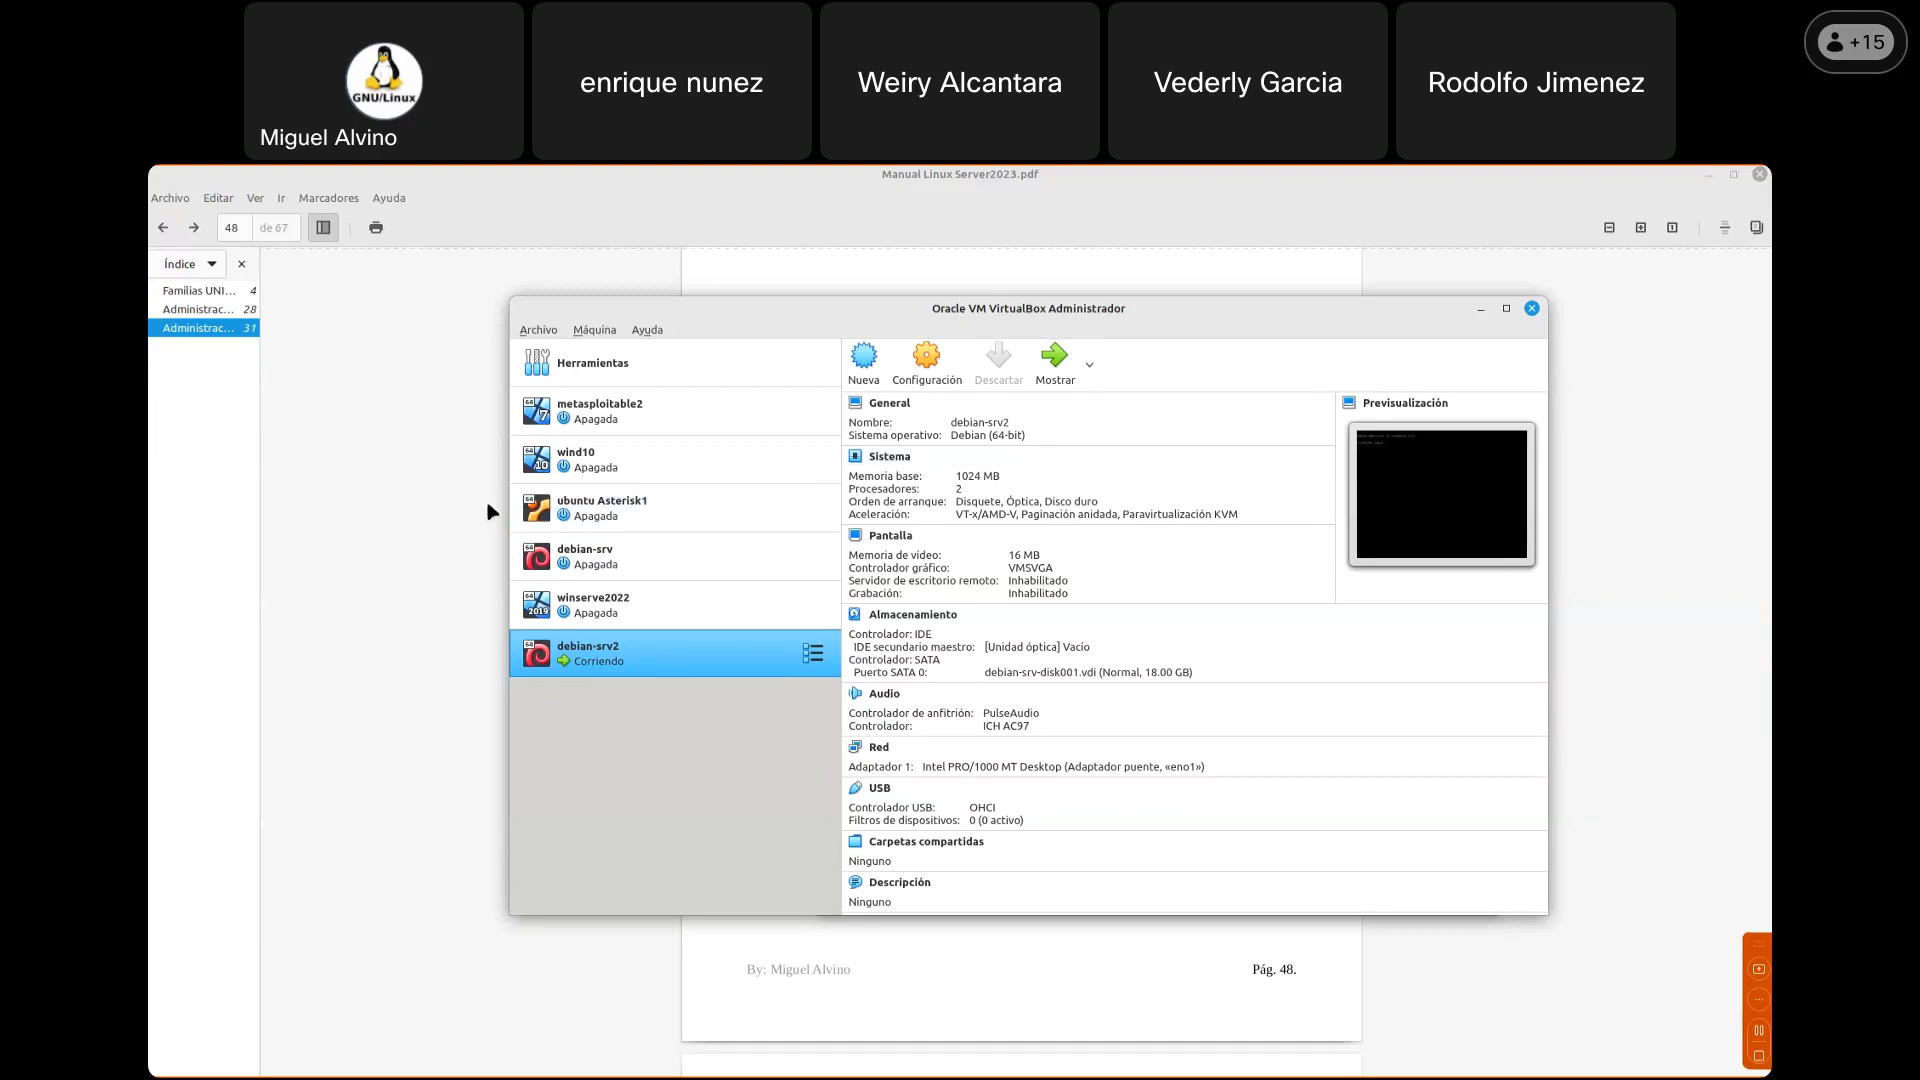 GNU/Linux
Miguel Alvino
enrique nunez
Weiry Alcantara
Vederly Garcia
Rodolfo Jimenez
+15
Manual Linux Server2023.pdf
Archivo Editar Ver Ir Marcadores Ayuda
48 de 67
Índice
Familias UNI... 4
Administrac... 28
Administrac... 31
Oracle VM VirtualBox Administrador
Archivo Máquina Ayuda
Herramientas
metasploitable2
Apagada
wind10
Apagada
ubuntu Asterisk1
Apagada
debian-srv
Apagada
winserve2022
Apagada
debian-srv2
Corriendo
Nueva Configuración Descartar Mostrar
General
Nombre: debian-srv2
Sistema operativo: Debian (64-bit)
Sistema
Memoria base: 1024 MB
Procesadores: 2
Orden de arranque: Disquete, Óptica, Disco duro
Aceleración: VT-x/AMD-V, Paginación anidada, Paravirtualización KVM
Pantalla
Memoria de vídeo: 16 MB
Controlador gráfico: VMSVGA
Servidor de escritorio remoto: Inhabilitado
Grabación: Inhabilitado
Almacenamiento
Controlador: IDE
IDE secundario maestro: [Unidad óptica] Vacío
Controlador: SATA
Puerto SATA 0: debian-srv-disk001.vdi (Normal, 18.00 GB)
Audio
Controlador de anfitrión: PulseAudio
Controlador: ICH AC97
Red
Adaptador 1: Intel PRO/1000 MT Desktop (Adaptador puente, «eno1»)
USB
Controlador USB: OHCI
Filtros de dispositivos: 0 (0 activo)
Carpetas compartidas
Ninguno
Descripción
Ninguno
Previsualización
By: Miguel Alvino Pág. 48.